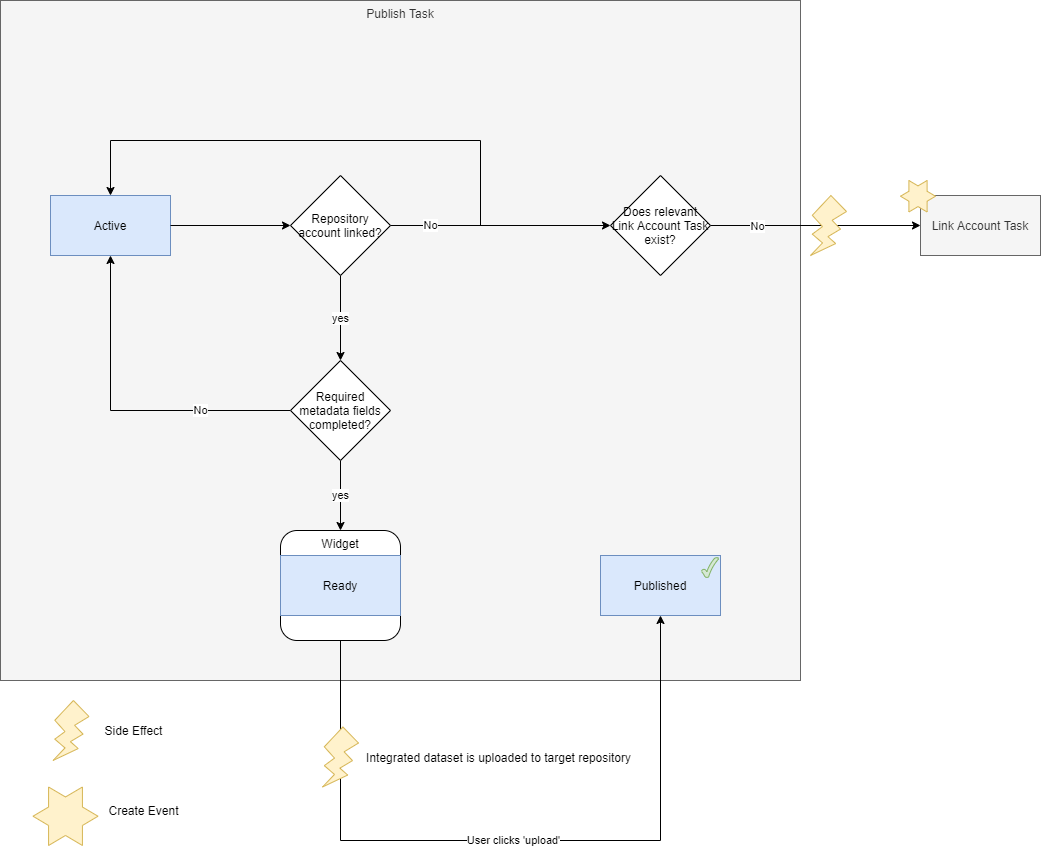 Publish Task
Active
Repository
account linked?
No
Does relevant
Link Account Task
exist?
No
Link Account Task
yes
Required
metadata fields
completed?
No
yes
Widget
Ready
Published
Side Effect
Integrated dataset is uploaded to target repository
Create Event
User clicks 'upload'